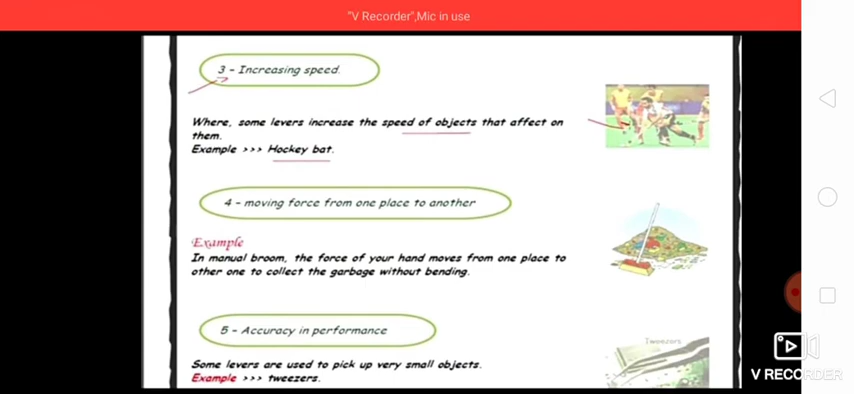 "V Recorder",Mic in use
3 - Increasing speed.
Where, some levers increase the speed of objects that affect on
them.
Example >>> Hockey bat.
4 - moving force from one place to another
Example
In manual broom, the force of your hand moves from one place to
other one to collect the garbage without bending.
5 - Accuracy in performance
Tweezers
Some levers are used to pick up very small objects.
Example >>> tweezers.
V RECORDER